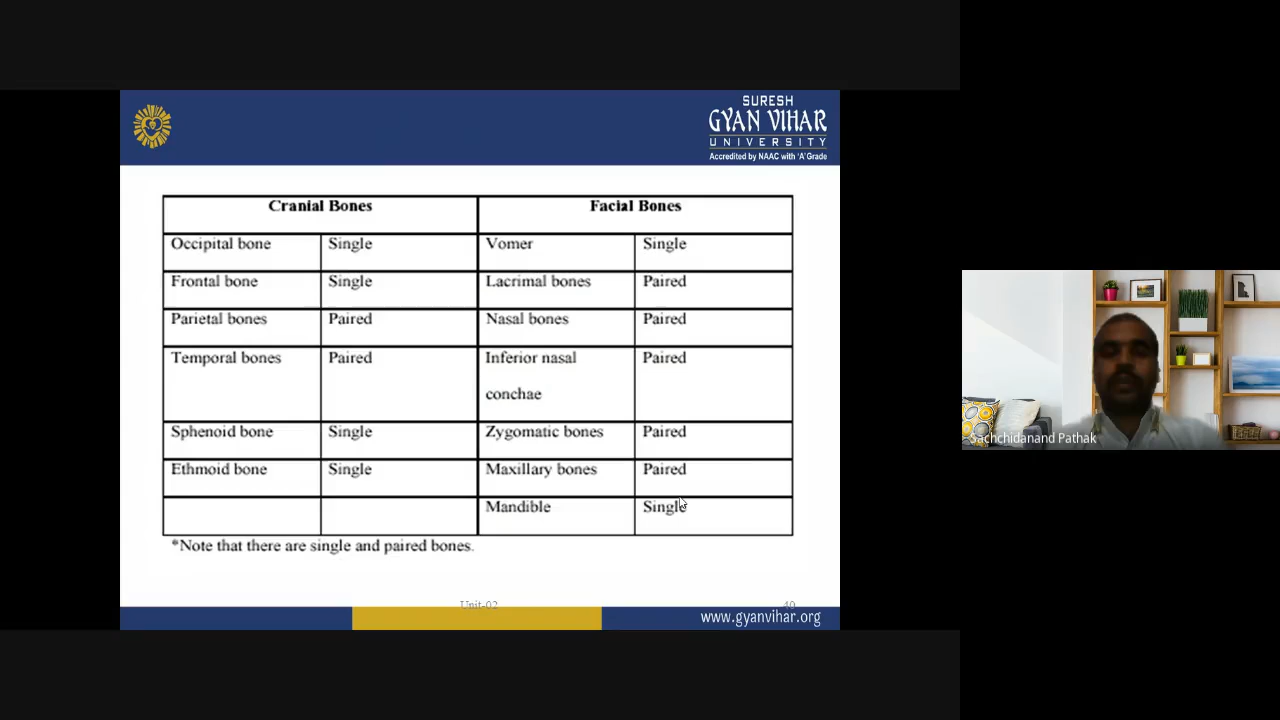 SURESH
GYAN VIHAR
UNIVERSITY
Accredited by NAAC with 'A' Grade
Cranial Bones Facial Bones
Occipital bone Single Vomer Single
Frontal bone Single Lacrimal bones Paired
Parietal bones Paired Nasal bones Paired
Temporal bones Paired Inferior nasal Paired
conchae
Sphenoid bone Single Zygomatic bones Paired
Ethmoid bone Single Maxillary bones Paired
Mandible Single
*Note that there are single and paired bones.
Unit-02 40
www.gyanvihar.org
Sachchidanand Pathak